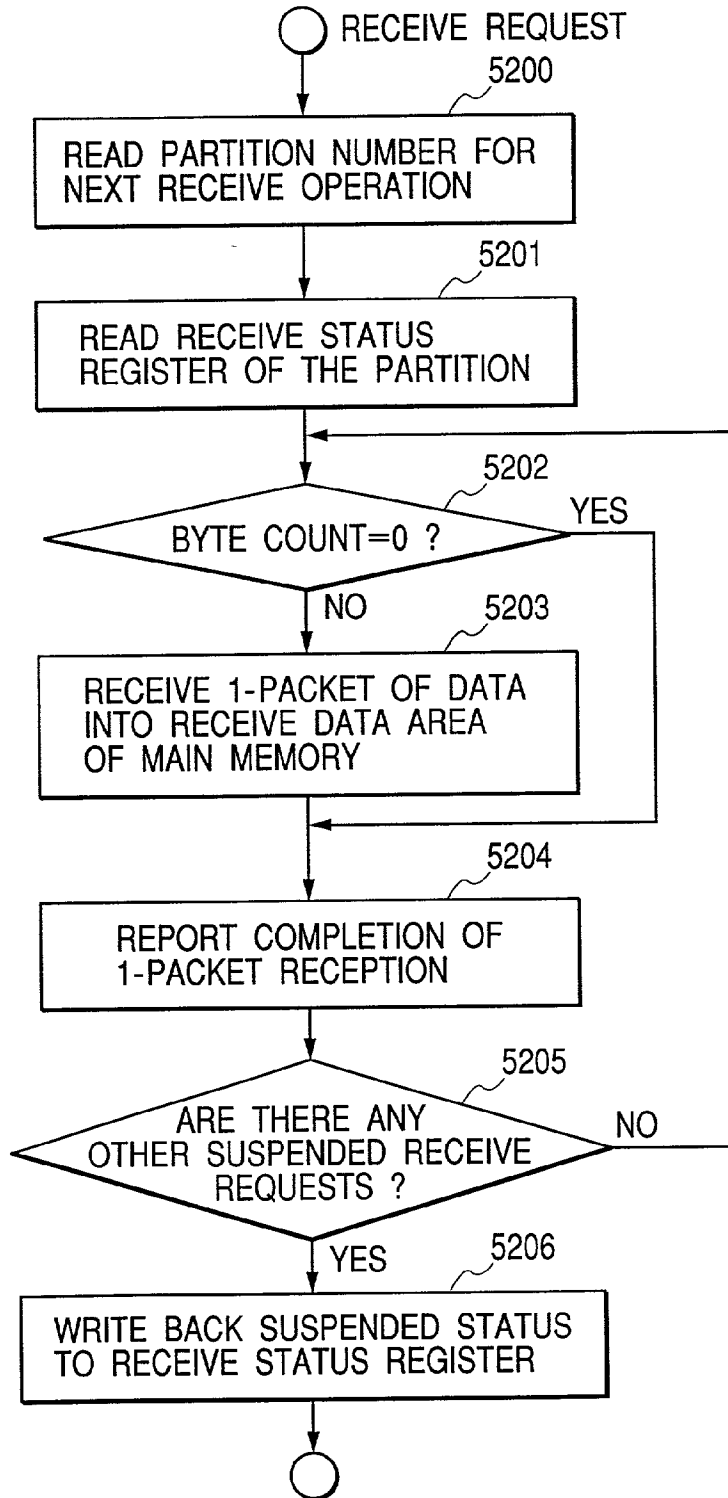 RECEIVE REQUEST
5200
READ PARTITION NUMBER FOR
NEXT RECEIVE OPERATION
5201
READ RECEIVE STATUS
REGISTER OF THE PARTITION
5202
BYTE COUNT=0 ?
YES
NO
5203
RECEIVE 1-PACKET OF DATA
INTO RECEIVE DATA AREA
OF MAIN MEMORY
5204
REPORT COMPLETION OF
1-PACKET RECEPTION
5205
ARE THERE ANY
OTHER SUSPENDED RECEIVE
REQUESTS ?
NO
YES
5206
WRITE BACK SUSPENDED STATUS
TO RECEIVE STATUS REGISTER